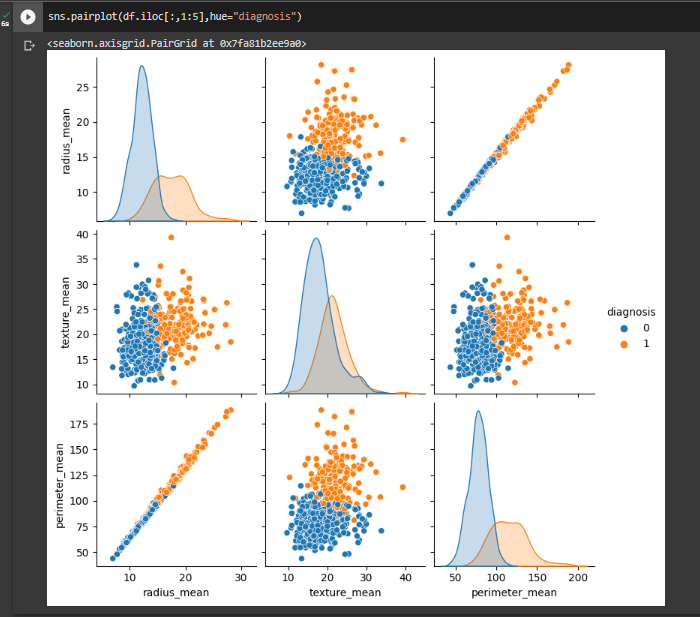 sns.pairplot(df.iloc[:,1:5],hue="diagnosis")
6s
<seaborn.axisgrid.PairGrid at 0x7fa81b2ee9a0>
radius_mean
25
20
15
10
texture_mean
40
35
30
25
20
15
10
diagnosis
0
1
perimeter_mean
175
150
125
100
75
50
10 20 30
10 20 30 40
50 100 150 200
radius_mean
texture_mean
perimeter_mean